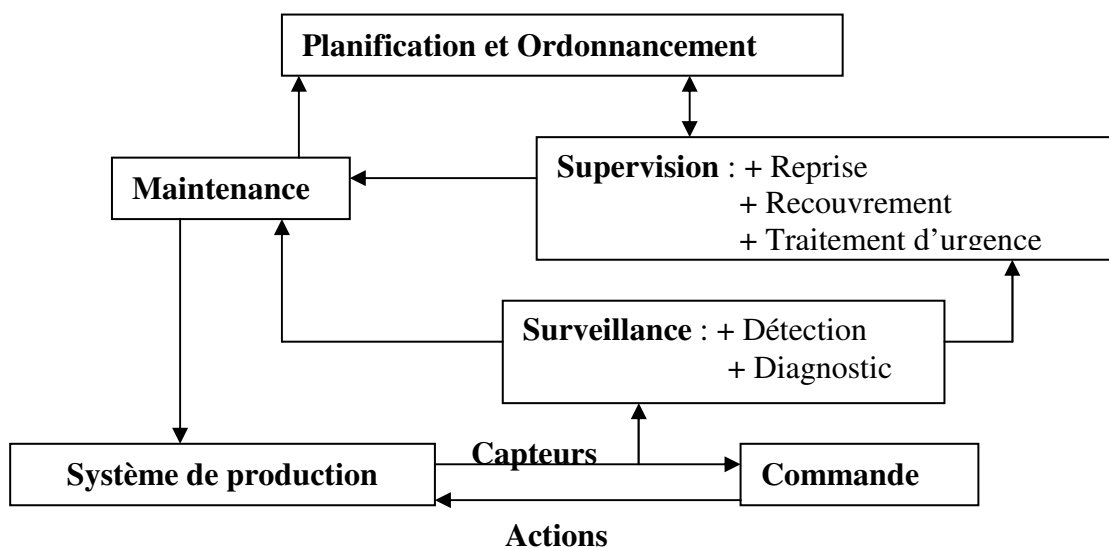 Planification et Ordonnancement
Supervision : + Reprise
Maintenance
+ Recouvrement
+ Traitement d'urgence
Surveillance : + Détection
+ Diagnostic
Capteurs
Système de production
Commande
Actions